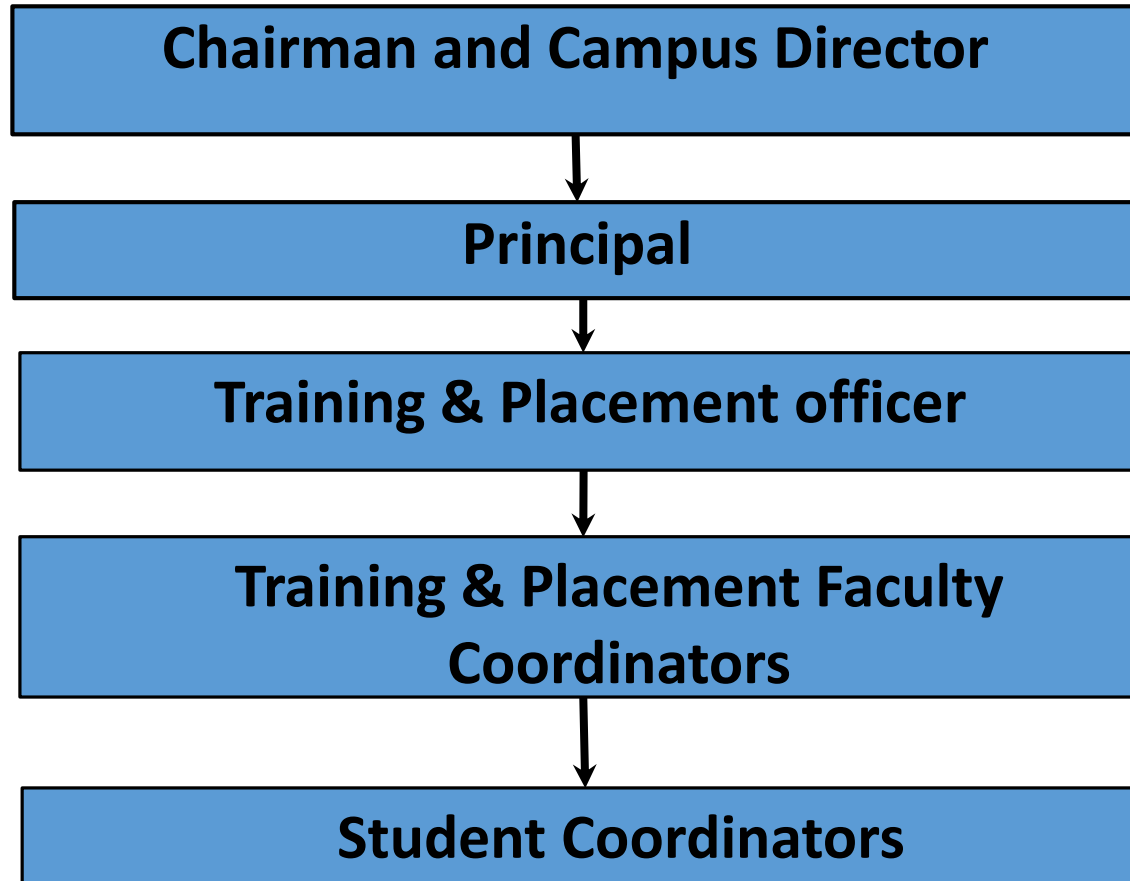 Chairman and Campus Director
Principal
Training & Placement officer
Training & Placement Faculty
Coordinators
Student Coordinators